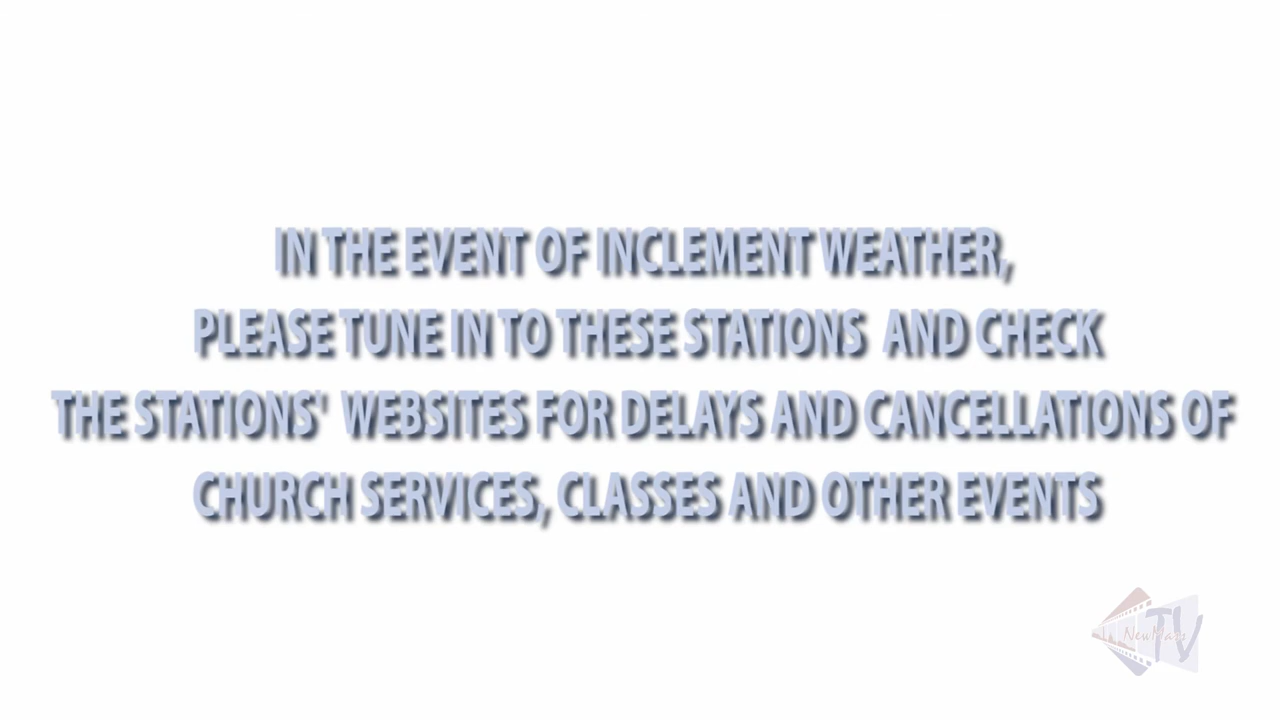 IN THE EVENT OF INCLEMENT WEATHER,
PLEASE TUNE IN TO THESE STATIONS  AND CHECK
THE STATIONS'  WEBSITES FOR DELAYS AND CANCELLATIONS OF
CHURCH SERVICES, CLASSES AND OTHER EVENTS
NewMass
TV